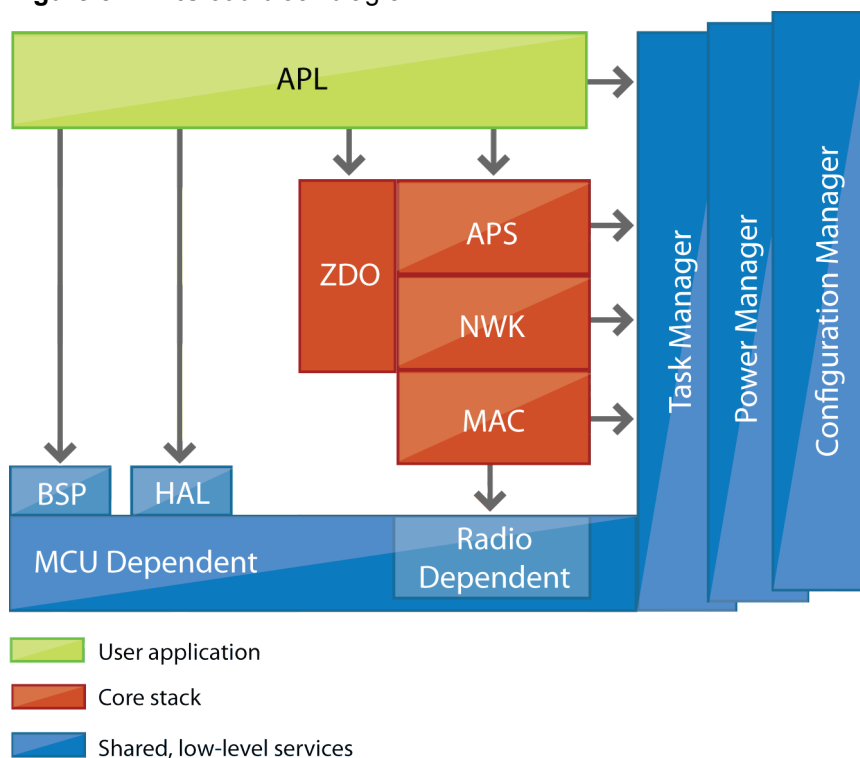 APL
ZDO
APS
NWK
MAC
BSP
HAL
MCU Dependent
Radio
Dependent
Task Manager
Power Manager
Configuration Manager
User application
Core stack
Shared, low-level services